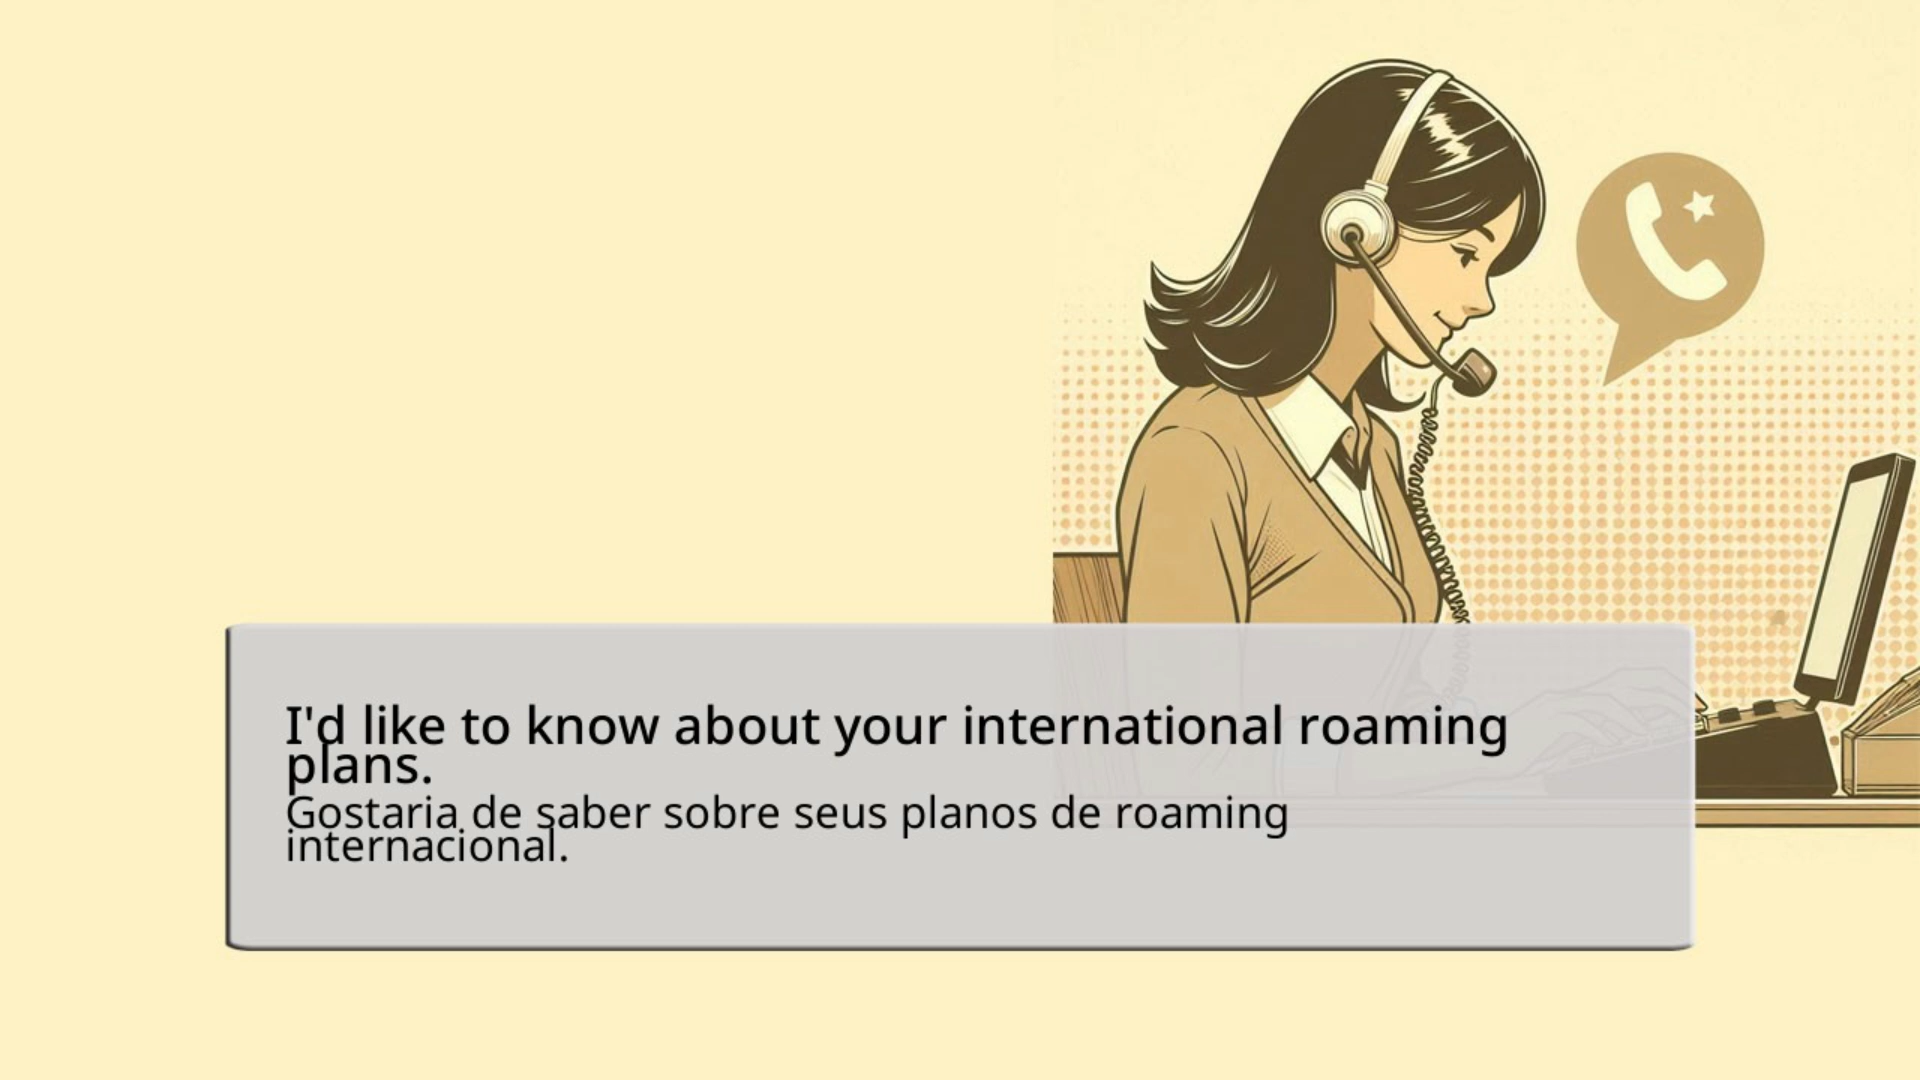 I'd like to know about your international roaming
plans.
Gostaria de saber sobre seus planos de roaming
internacional.